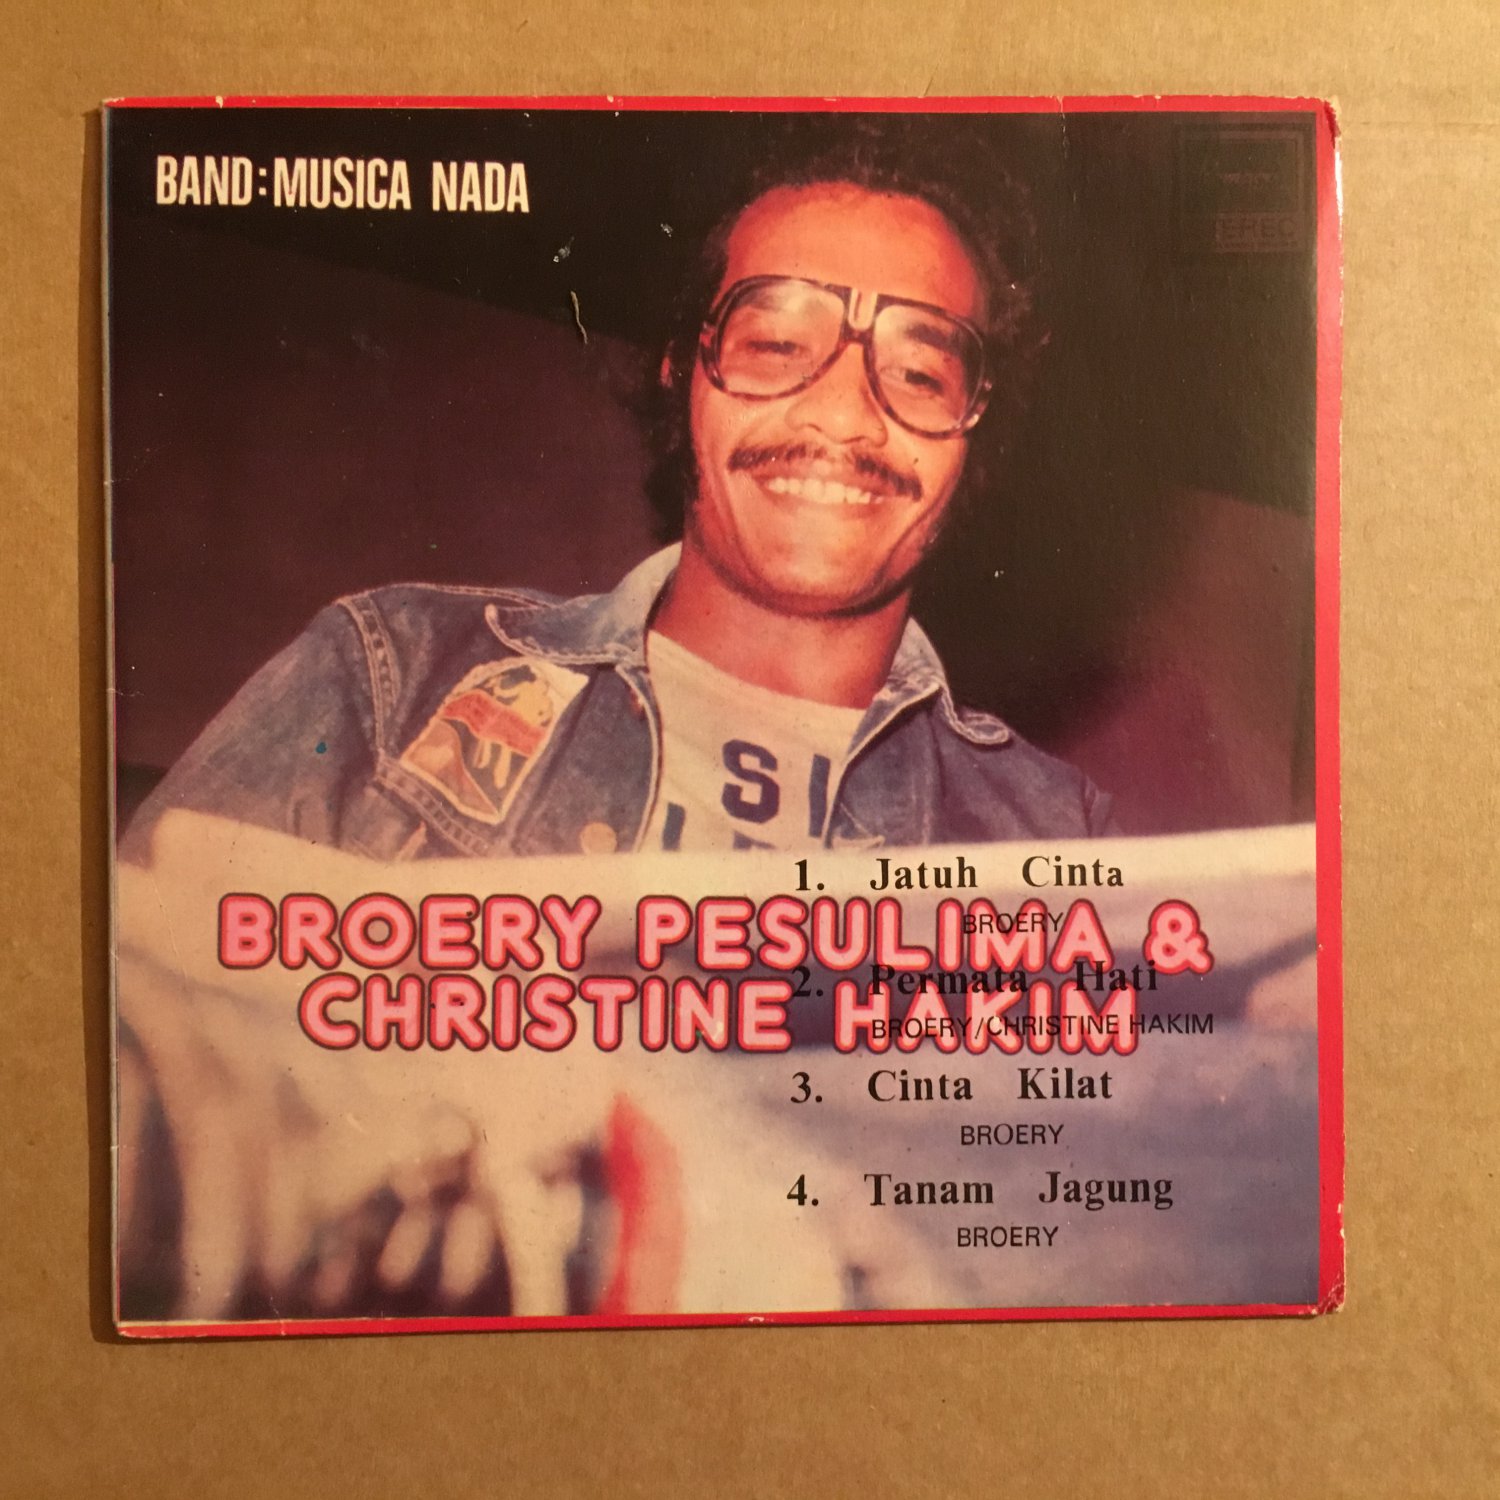 BAND: MUSICA NADA
SI
BROERY PESULIMA &
CHRISTINE HAKIM
1. Jatuh Cinta
BROERY
2. Permata Hati
BROERY/CHRISTINE HAKIM
3. Cinta Kilat
BROERY
4. Tanam Jagung
BROERY